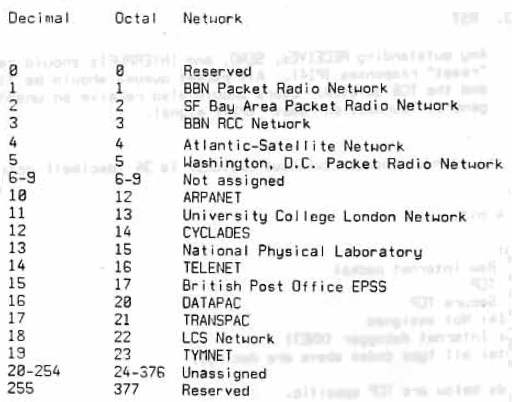 Decimal Octal Network
0 0 Reserved
1 1 BBN Packet Radio Network
2 2 SF Bay Area Packet Radio Network
3 3 BBN RCC Network
4 4 Atlantic-Satellite Network
5 5 Washington, D.C. Packet Radio Network
6-9 6-9 Not assigned
10 12 ARPANET
11 13 University College London Network
12 14 CYCLADES
13 15 National Physical Laboratory
14 16 TELENET
15 17 British Post Office EPSS
16 20 DATAPAC
17 21 TRANSPAC
18 22 LCS Network
19 23 TYMNET
20-254 24-376 Unassigned
255 377 Reserved